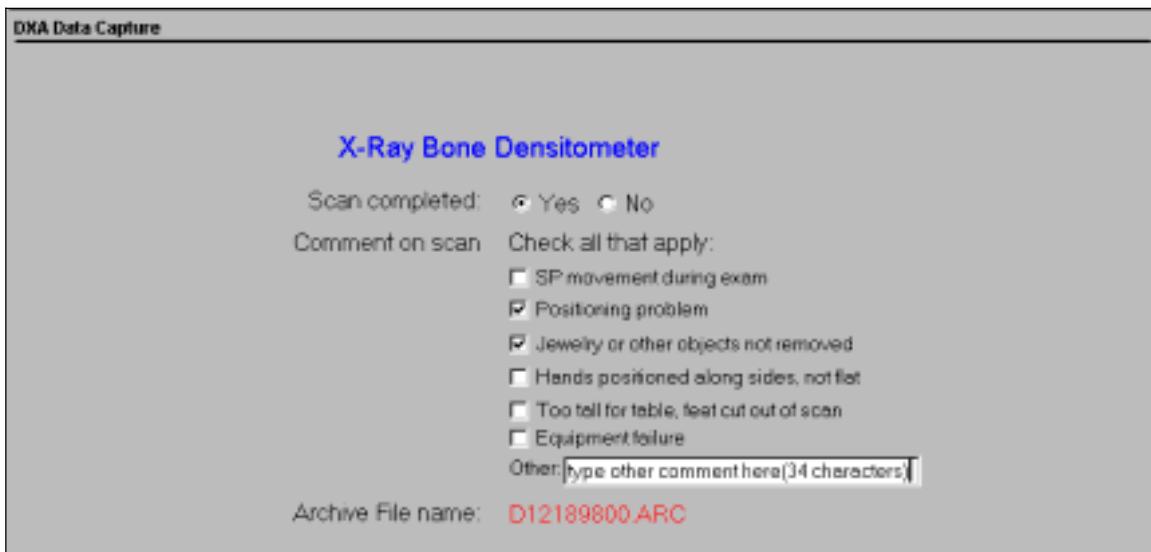 DXA Data Capture
X-Ray Bone Densitometer
Scan completed: Yes No
Comment on scan Check all that apply:
SP movement during exam
Positioning problem
Jewelry or other objects not removed
Hands positioned along sides, not flat
Too tall for table, feet cut out of scan
Equipment failure
Other: type other comment here(34 characters)
Archive File name: D12189800.ARC